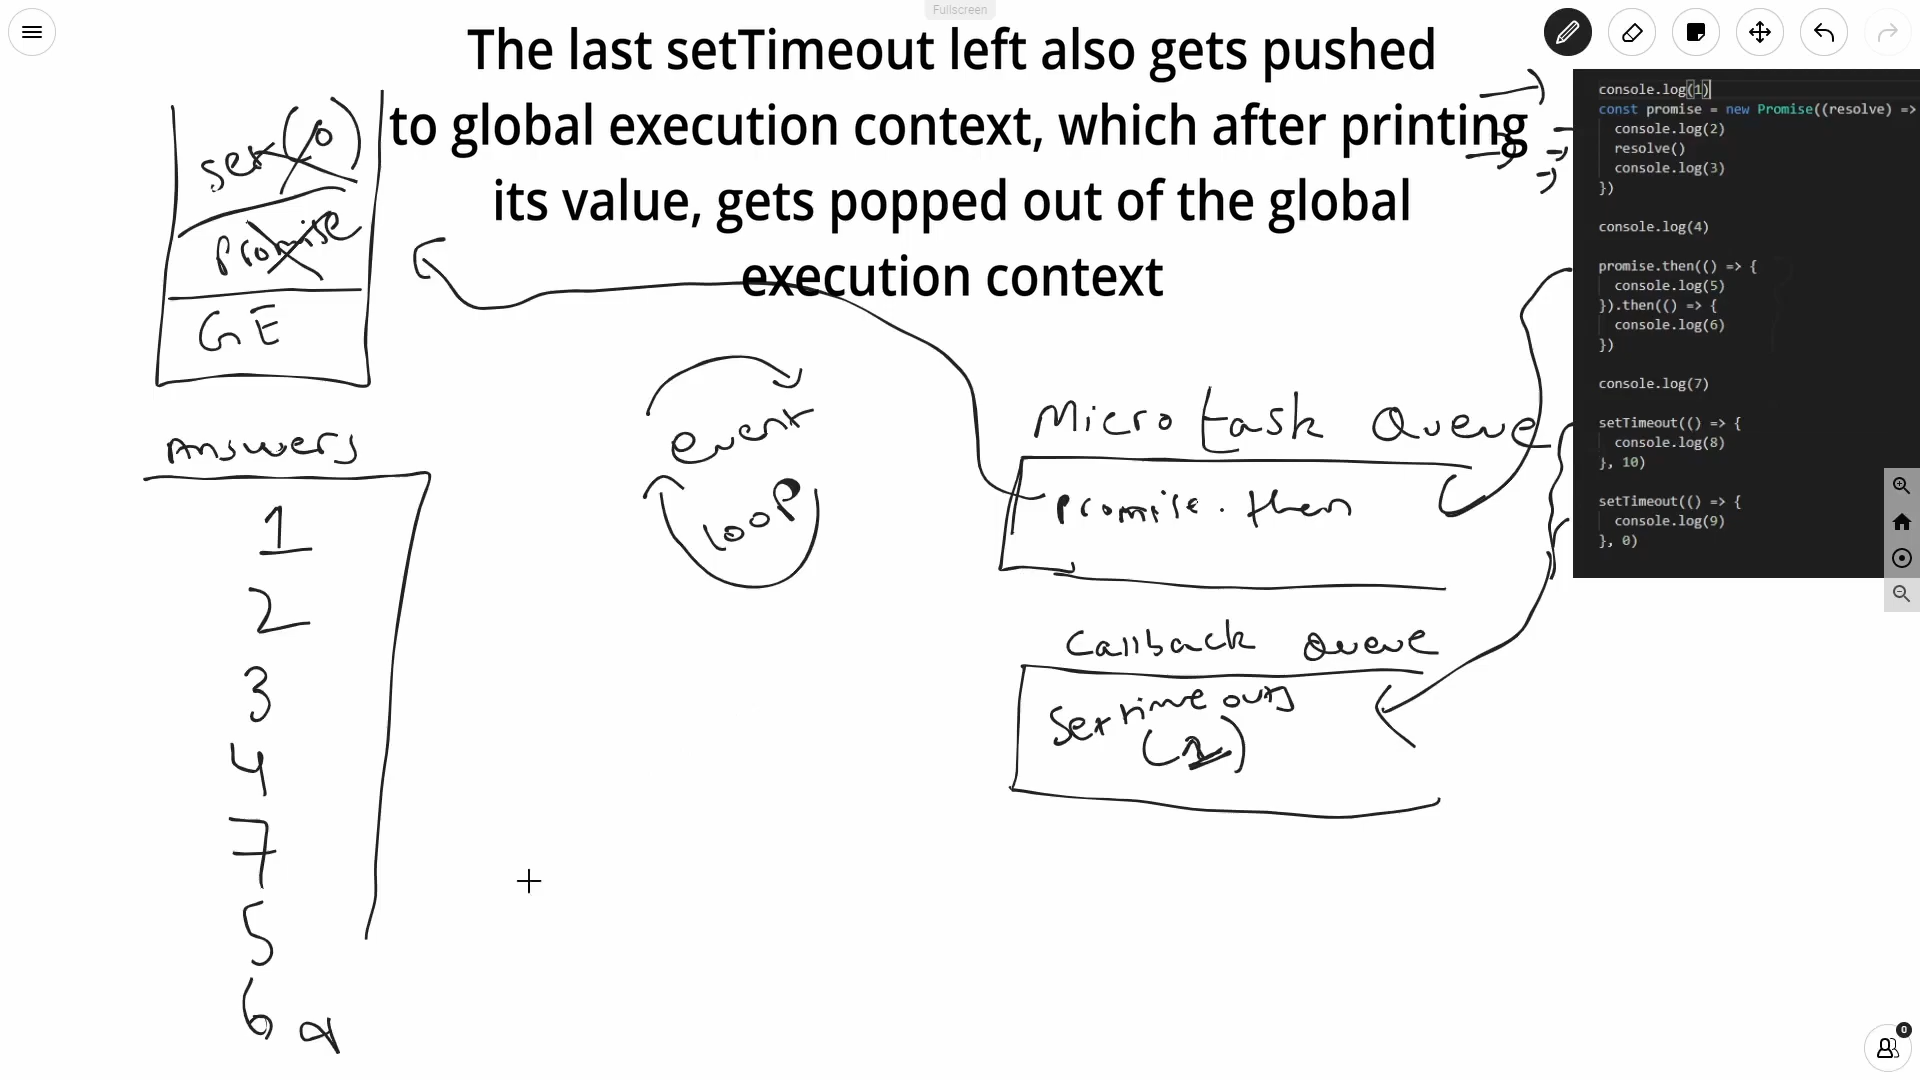 Fullscreen
The last setTimeout left also gets pushed
to global execution context, which after printing
its value, gets popped out of the global
execution context
set(0)
Promise
GE
Answers
1
2
3
4
7
5
6 9
event
loop
Micro task Queue
Promise.then
Callback Queue
Settimeouts
console.log(1)
const promise = new Promise((resolve) =>
console.log(2)
resolve()
console.log(3)
})
console.log(4)
promise.then(() => {
console.log(5)
}).then(() => {
console.log(6)
})
console.log(7)
setTimeout(() => {
console.log(8)
}, 10)
setTimeout(() => {
console.log(9)
}, 0)
0